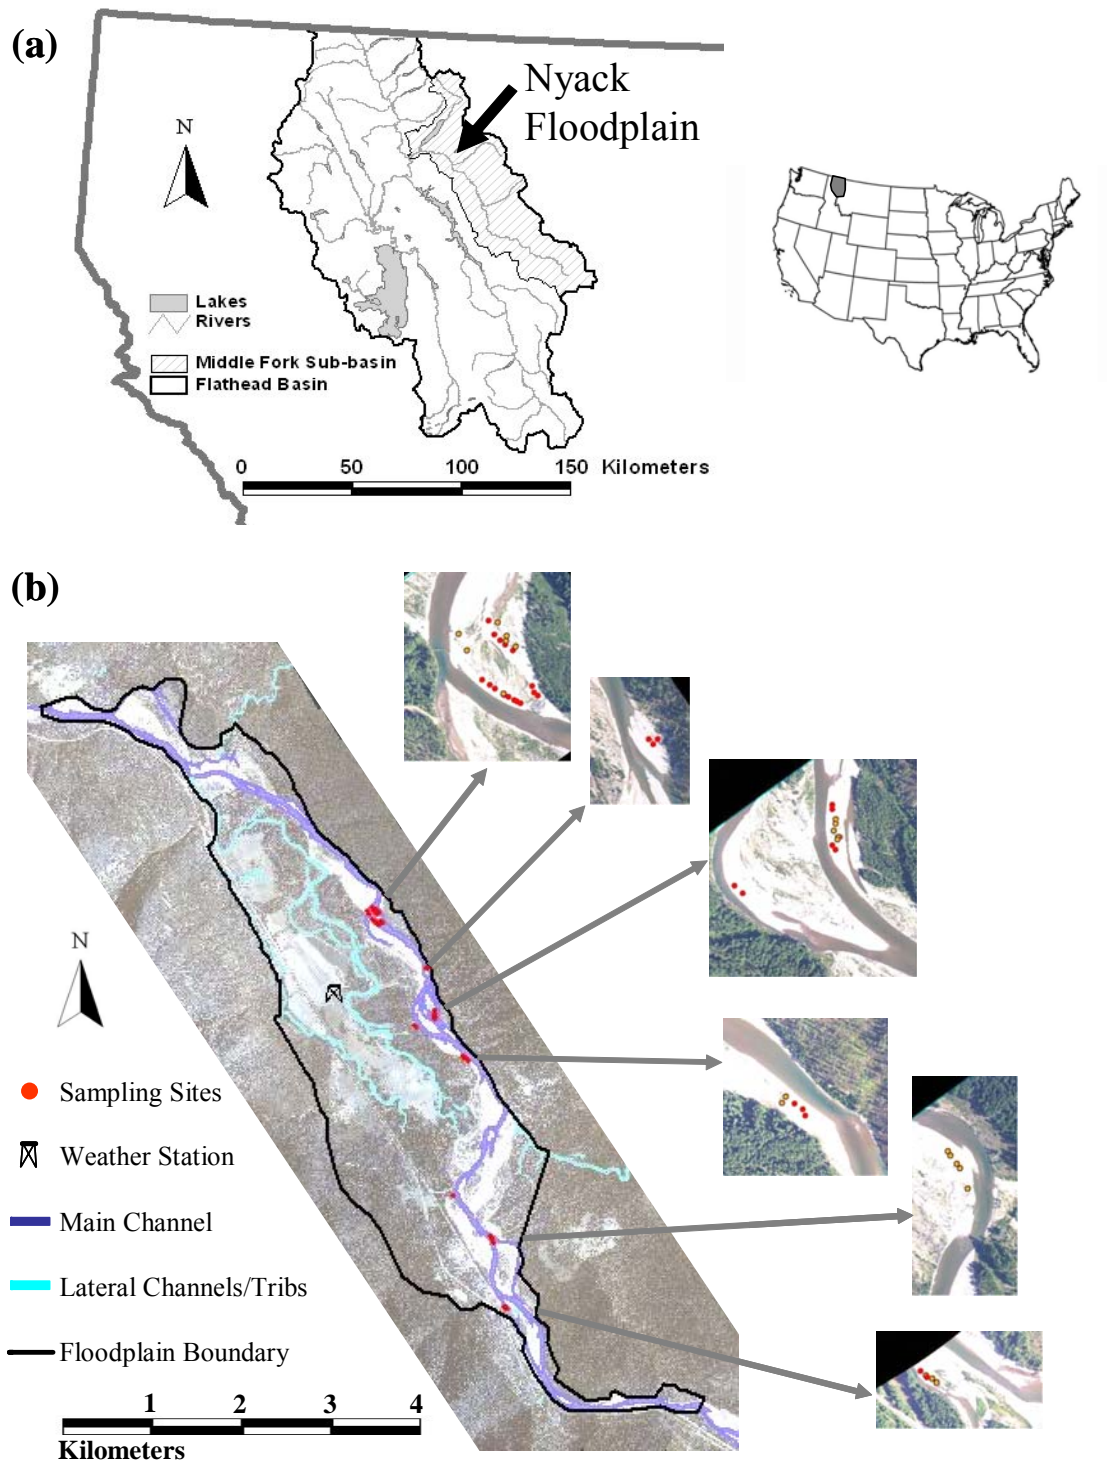 (a)
Nyack
Floodplain
N
Lakes
Rivers
Middle Fork Sub-basin
Flathead Basin
0 50 100 150 Kilometers
(b)
N
Sampling Sites
Weather Station
Main Channel
Lateral Channels/Tribs
Floodplain Boundary
1 2 3 4
Kilometers